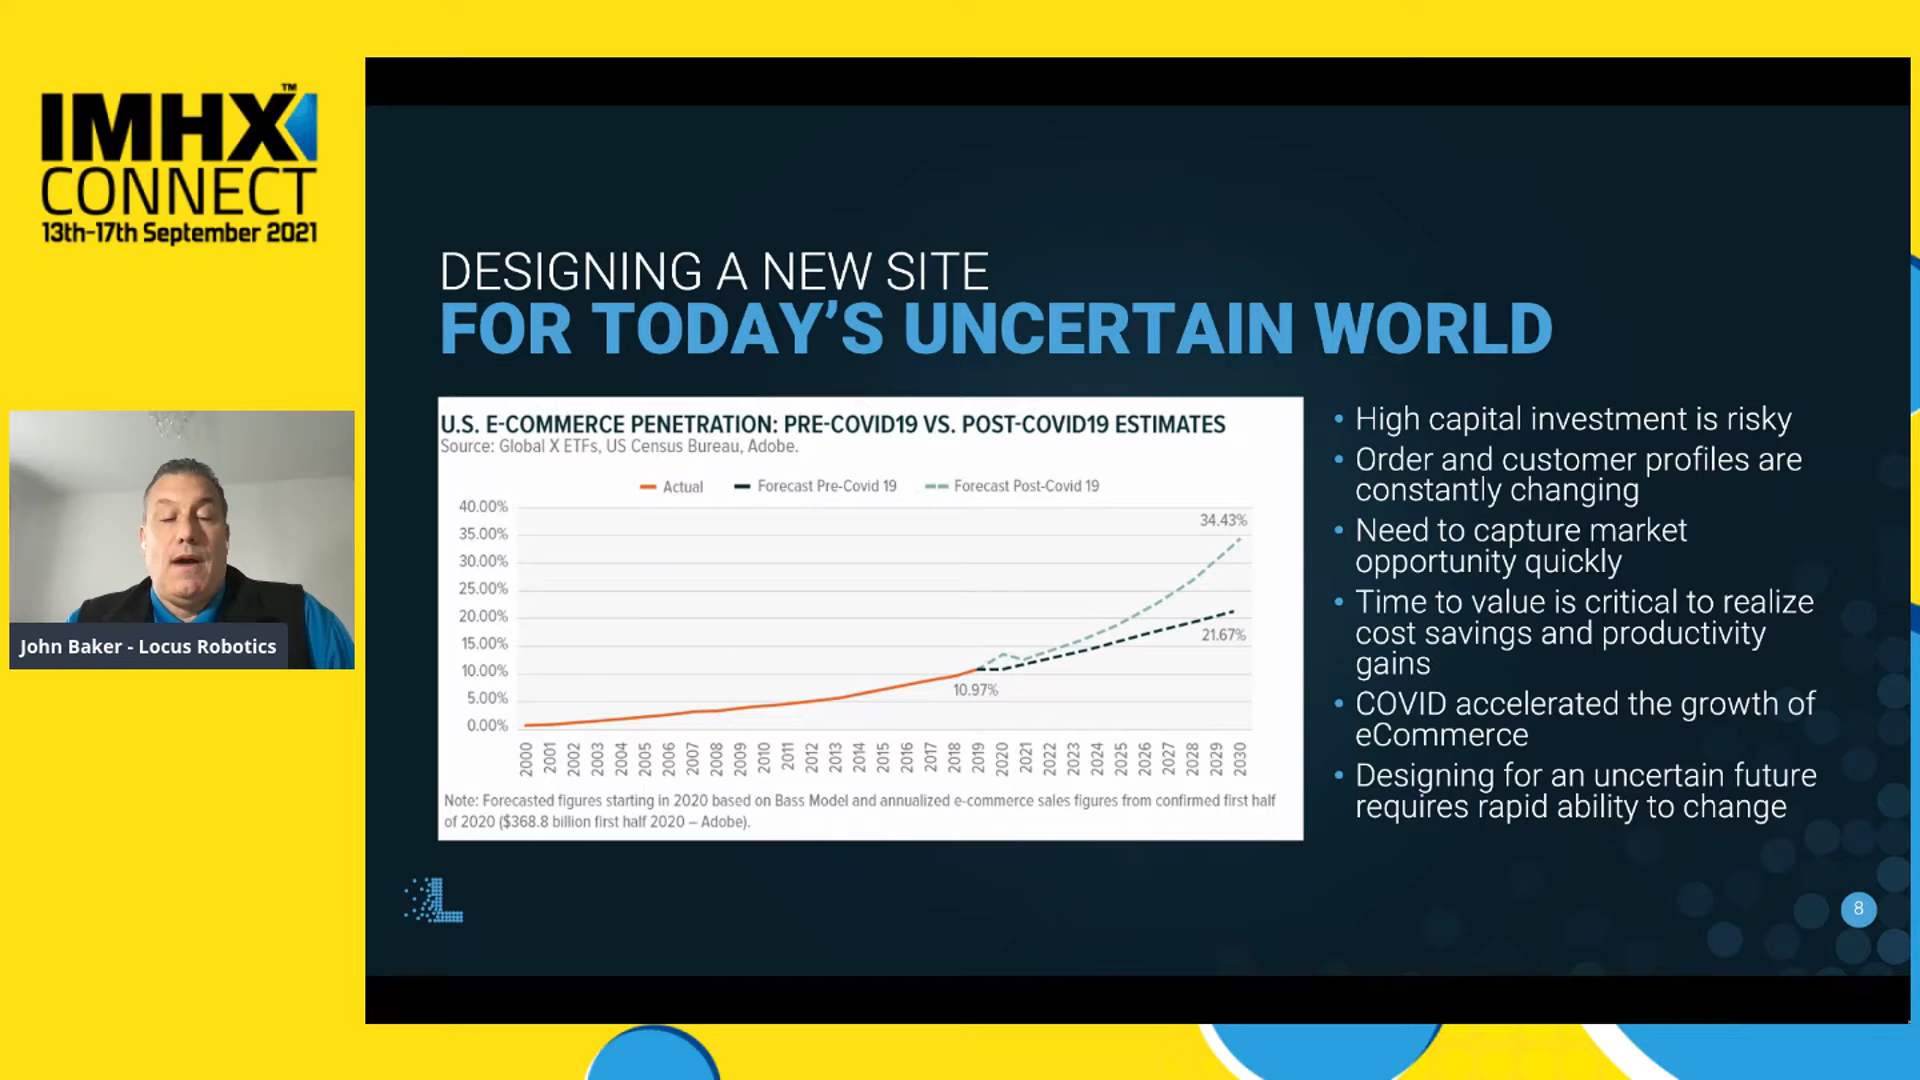 IMHX™
CONNECT
13th-17th September 2021
John Baker - Locus Robotics
DESIGNING A NEW SITE
FOR TODAY'S UNCERTAIN WORLD
U.S. E-COMMERCE PENETRATION: PRE-COVID19 VS. POST-COVID19 ESTIMATES
Source: Global X ETFs, US Census Bureau, Adobe.
Actual Forecast Pre-Covid 19 Forecast Post-Covid 19
40.00%
35.00%
30.00%
25.00%
20.00%
15.00%
10.00%
5.00%
0.00%
34.43%
21.67%
10.97%
2000 2001 2002 2003 2004 2005 2006 2007 2008 2009 2010 2011 2012 2013 2014 2015 2016 2017 2018 2019 2020 2021 2022 2023 2024 2025 2026 2027 2028 2029 2030
Note: Forecasted figures starting in 2020 based on Bass Model and annualized e-commerce sales figures from confirmed first half
of 2020 ($368.8 billion first half 2020 – Adobe).
• High capital investment is risky
• Order and customer profiles are
constantly changing
• Need to capture market
opportunity quickly
• Time to value is critical to realize
cost savings and productivity
gains
• COVID accelerated the growth of
eCommerce
• Designing for an uncertain future
requires rapid ability to change
8